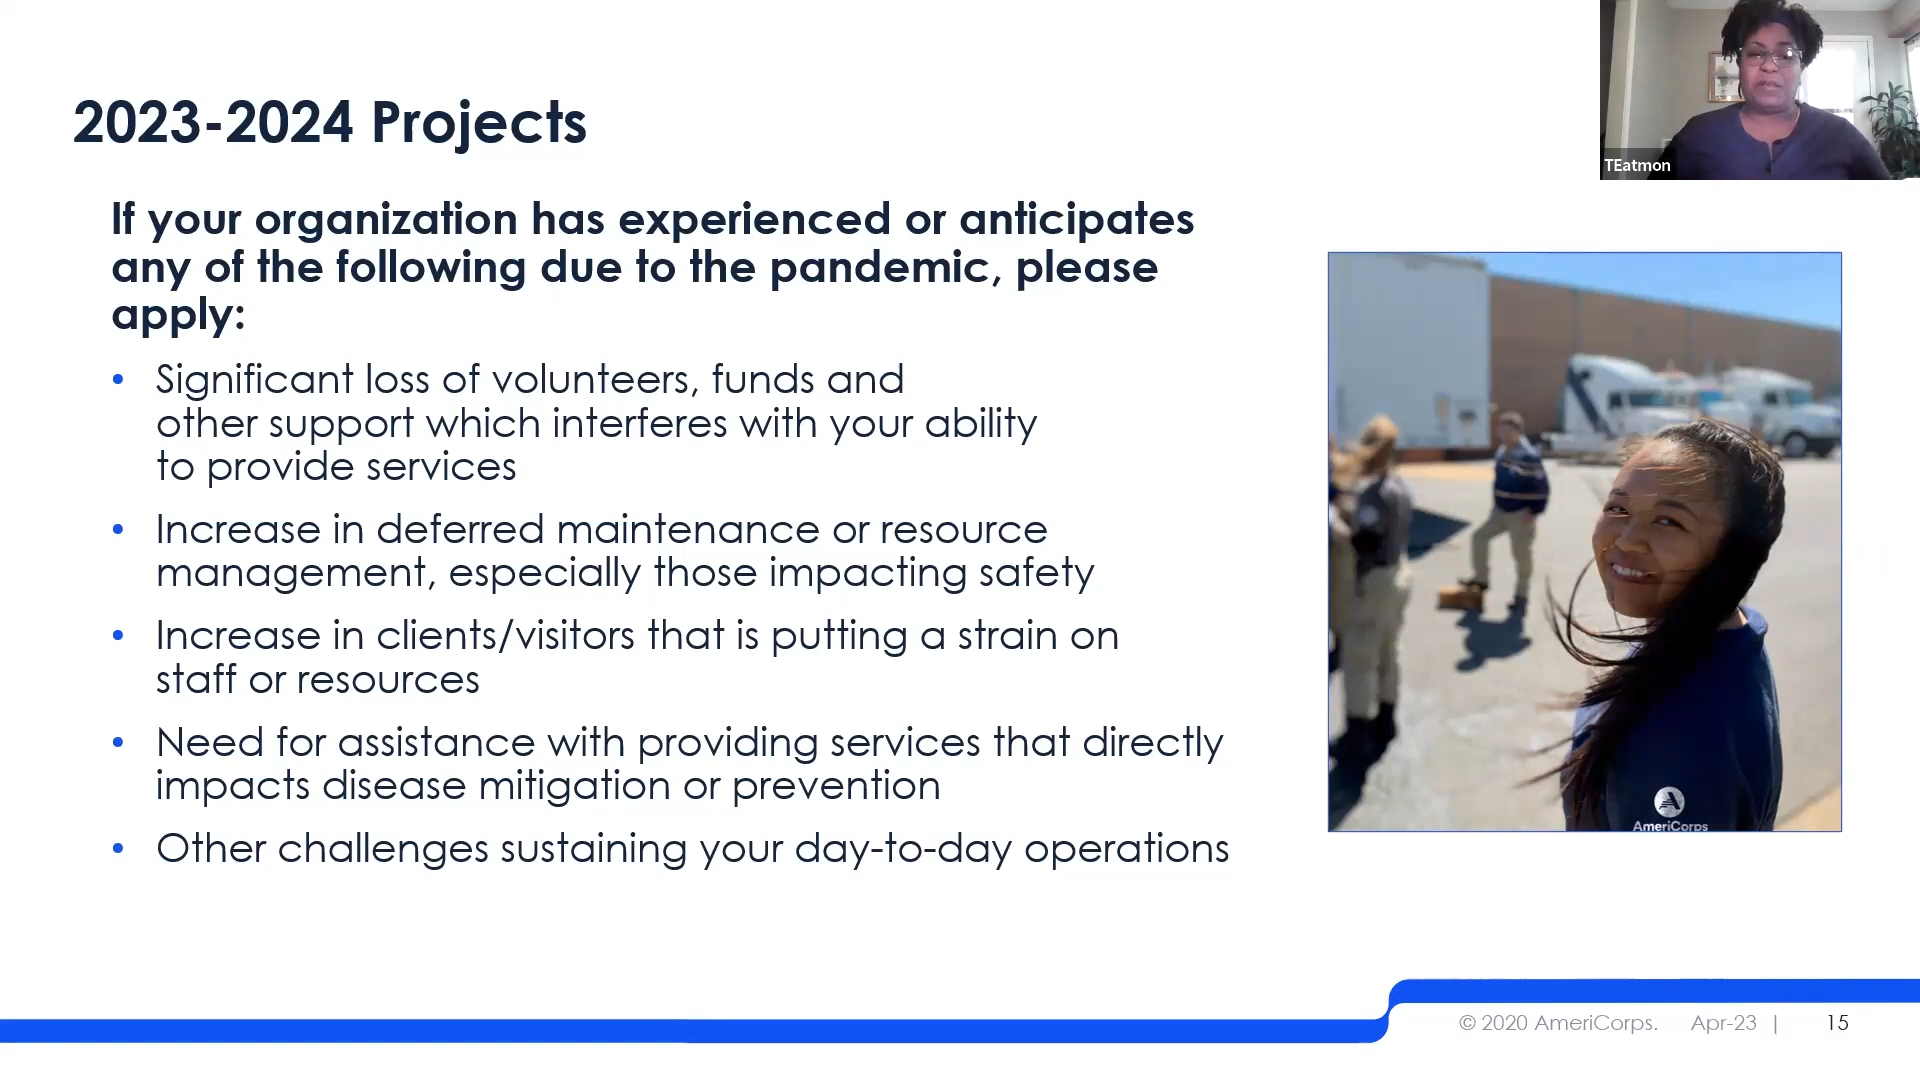 2023-2024 Projects
TEatmon
If your organization has experienced or anticipates
any of the following due to the pandemic, please
apply:
• Significant loss of volunteers, funds and
other support which interferes with your ability
to provide services
• Increase in deferred maintenance or resource
management, especially those impacting safety
• Increase in clients/visitors that is putting a strain on
staff or resources
• Need for assistance with providing services that directly
impacts disease mitigation or prevention
• Other challenges sustaining your day-to-day operations
AmeriCorps
© 2020 AmeriCorps. Apr-23 | 15